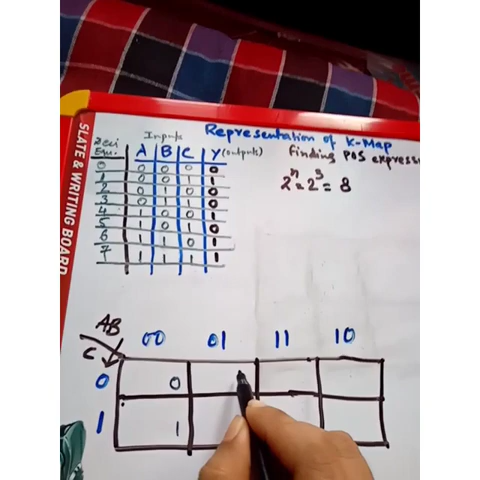 SLATE & WRITING BOARD
Representation of K-Map
finding POS express
2ⁿ = 2³ = 8
Inputs
Deci
Equ. A B C Y (outputs)
0 0 0 0 0
1 0 0 1 1
2 0 1 0 0
3 0 1 1 0
4 1 0 0 0
5 1 0 1 0
6 1 1 0 1
7 1 1 1 1
AB
C 00 01 11 10
0 0
1 1